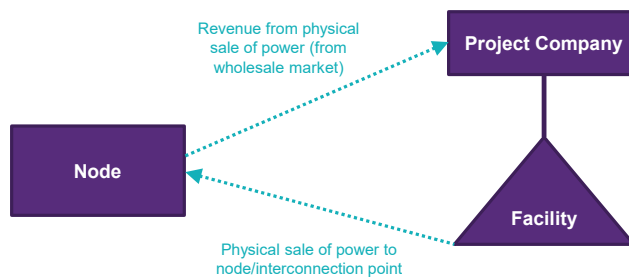 Revenue from physical
sale of power (from
wholesale market)
Project Company
Node
Facility
Physical sale of power to
node/interconnection point